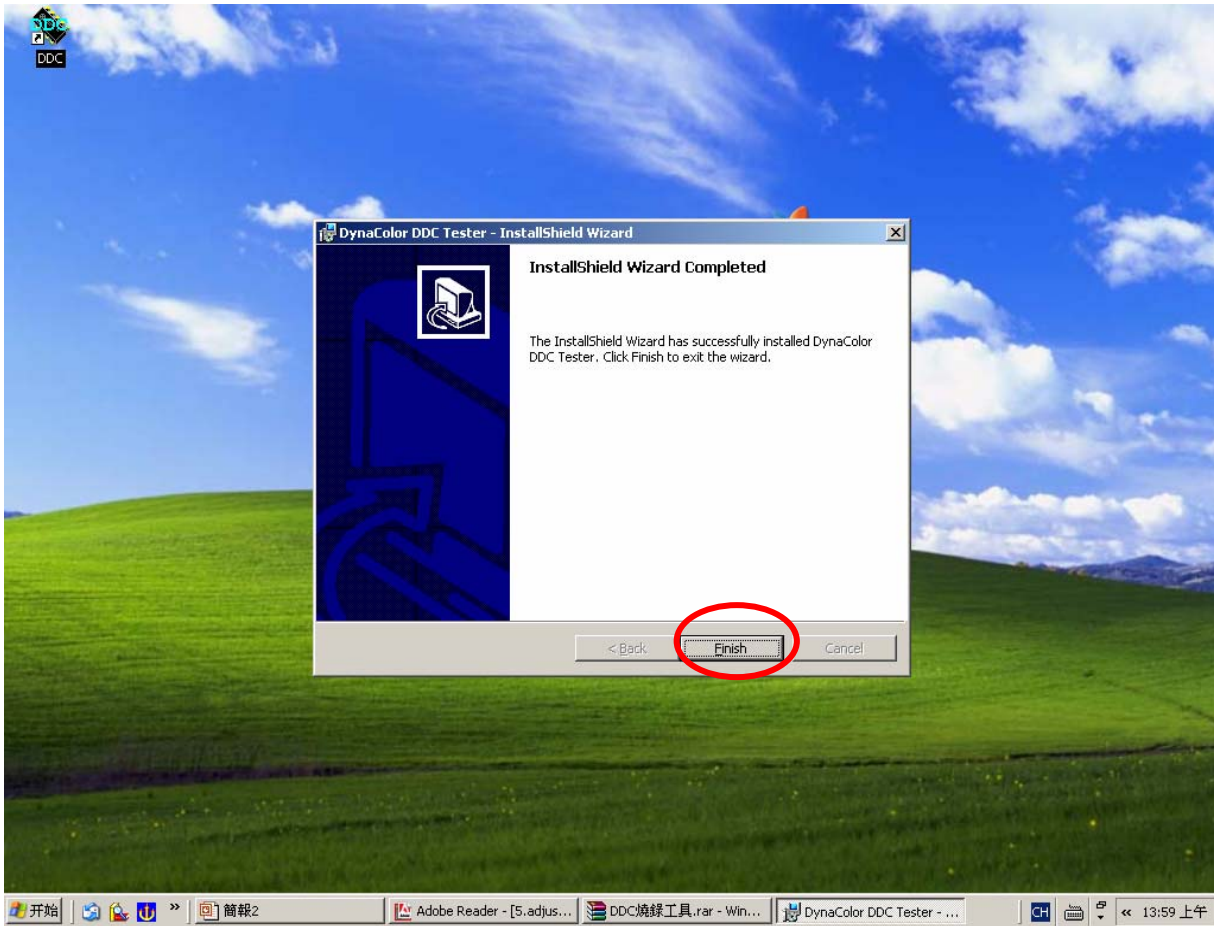 DDC
DDC
DynaColor DDC Tester - InstallShield Wizard
InstallShield Wizard Completed
The InstallShield Wizard has successfully installed DynaColor
DDC Tester. Click Finish to exit the wizard.
< Back
Finish
Cancel
开始
»
簡報2
Adobe Reader - [5.adjus...
DDC燒錄工具.rar - Win...
DynaColor DDC Tester - ...
CH
«
13:59 上午